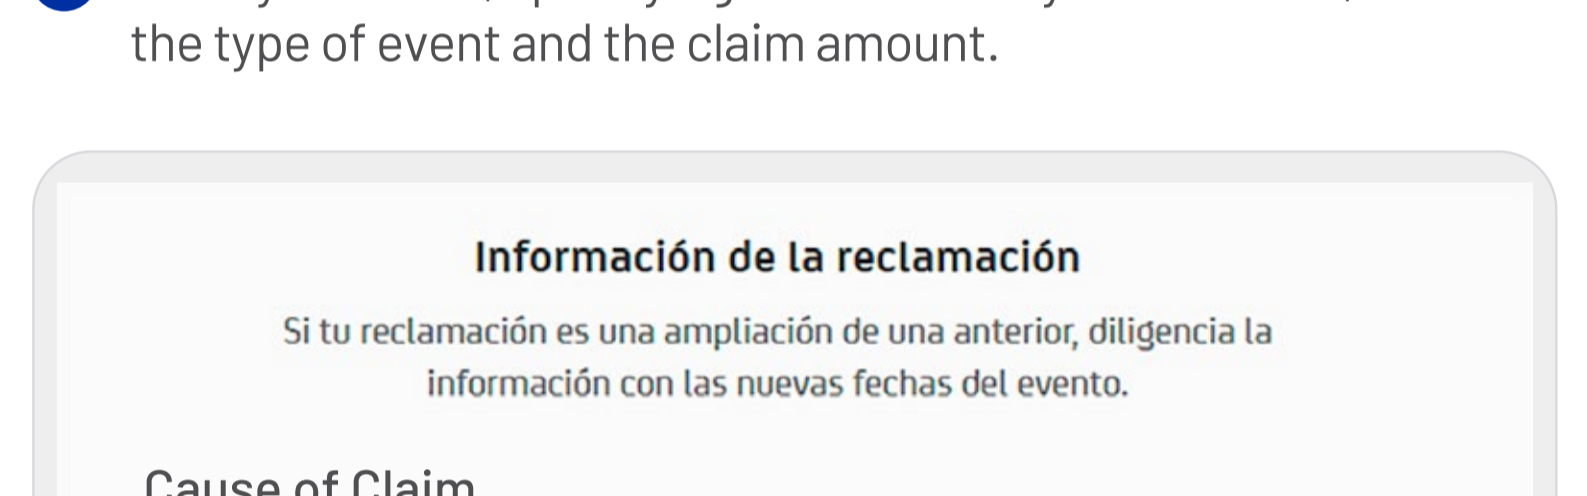 the type of event and the claim amount.
Información de la reclamación
Si tu reclamación es una ampliación de una anterior, diligencia la
información con las nuevas fechas del evento.
Cause of Claim